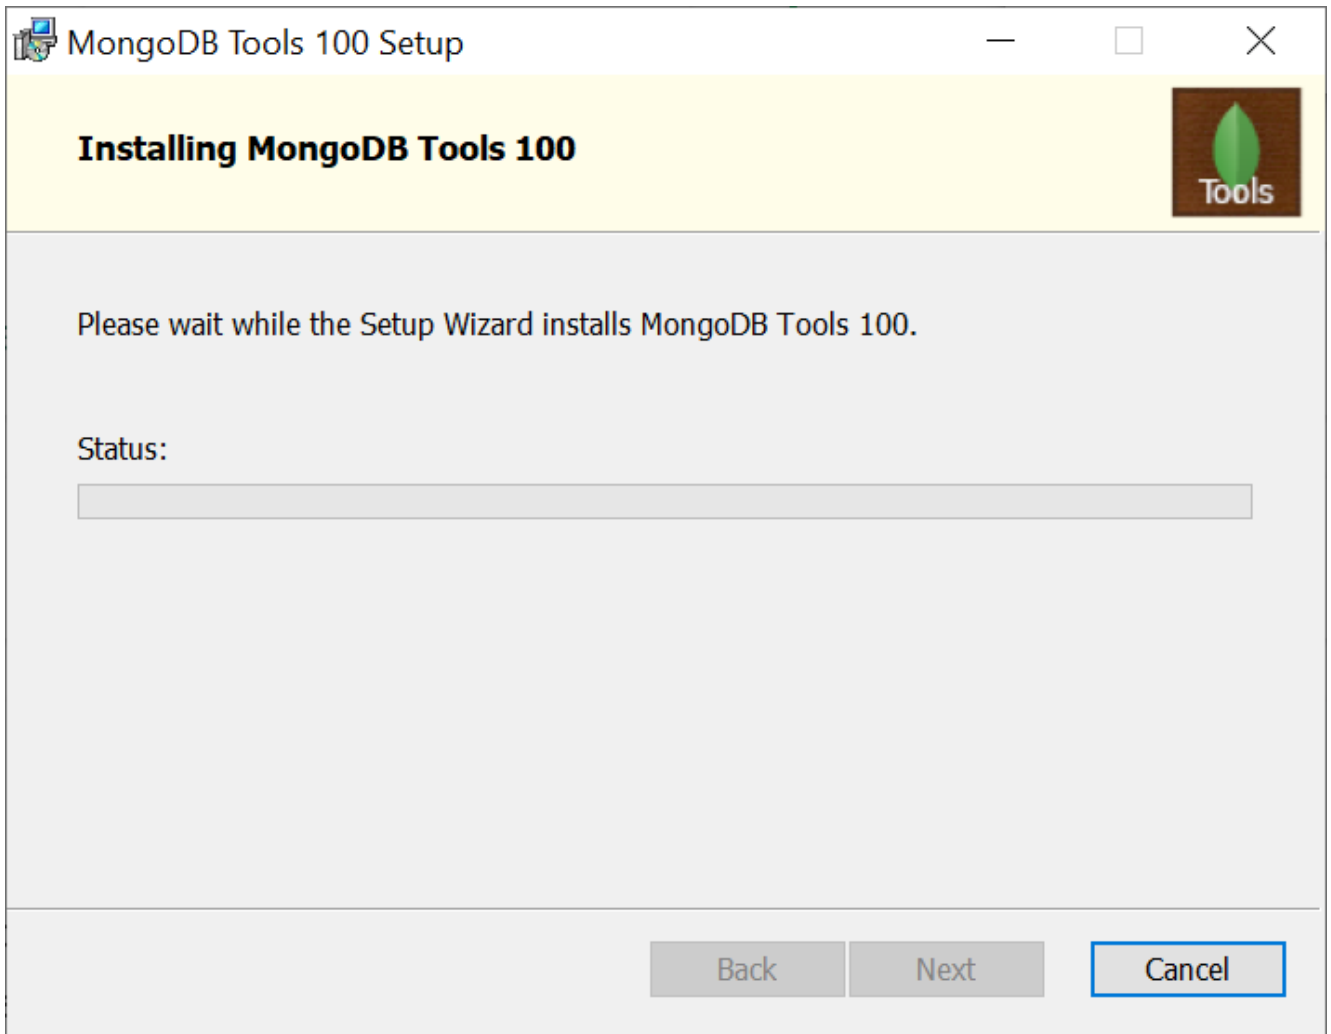 MongoDB Tools 100 Setup
Installing MongoDB Tools 100
Tools
Please wait while the Setup Wizard installs MongoDB Tools 100.
Status:
Back
Next
Cancel